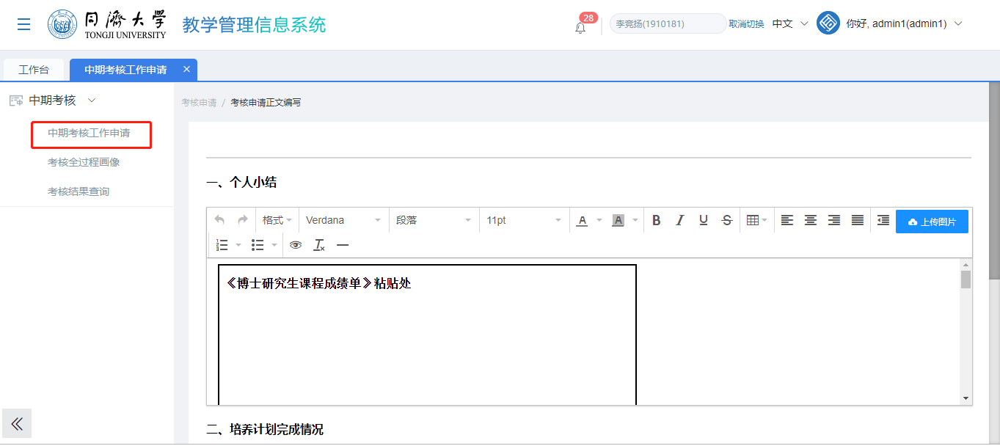 同濟大學
TONGJI UNIVERSITY
教学管理信息系统
28
李竞扬(1910181)
取消切换
中文
你好, admin1(admin1)
工作台
中期考核工作申请
中期考核
中期考核工作申请
考核全过程画像
考核结果查询
考核申请 / 考核申请正文编写
一、个人小结
格式 Verdana 段落 11pt A A B I U S 上传图片
《博士研究生课程成绩单》粘贴处
二、培养计划完成情况